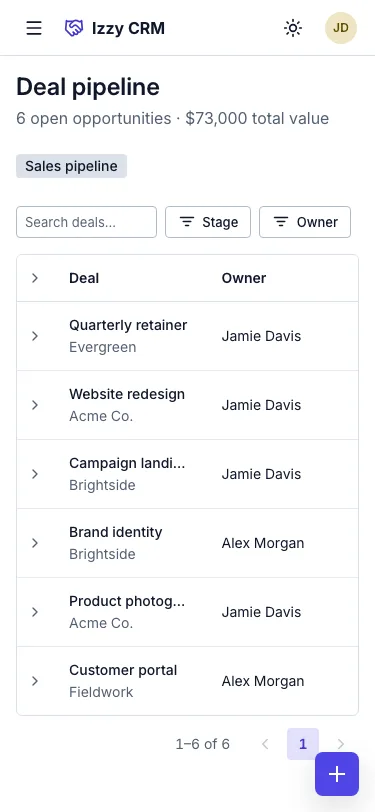 Izzy CRM
JD
Deal pipeline
6 open opportunities · $73,000 total value
Sales pipeline
Search deals...
Stage
Owner
Deal
Owner
Quarterly retainer
Evergreen
Jamie Davis
Website redesign
Acme Co.
Jamie Davis
Campaign landi...
Brightside
Jamie Davis
Brand identity
Brightside
Alex Morgan
Product photog...
Acme Co.
Jamie Davis
Customer portal
Fieldwork
Alex Morgan
1–6 of 6
1